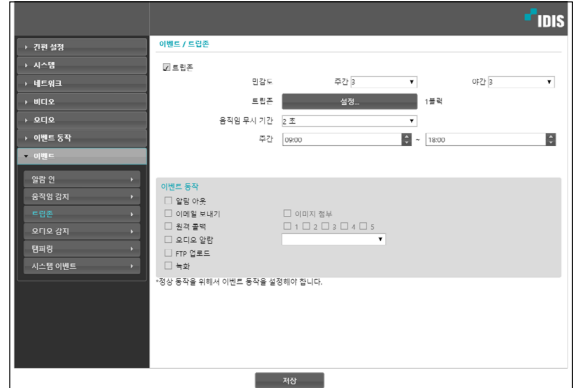 IDIS
간편 설정
시스템
네트워크
비디오
오디오
이벤트 동작
이벤트
알람 인
움직임 감지
트립존
오디오 감지
탬퍼링
시스템 이벤트
이벤트 / 트립존
트립존
민감도 주간 3 야간 3
트립존 설정... 1블럭
움직임 무시 기간 2 초
주간 09:00 ~ 18:00
이벤트 동작
알람 아웃
이메일 보내기 이미지 첨부
원격 통보 1 2 3 4 5
오디오 알람
FTP 업로드
녹화
*정상 동작을 위해서 이벤트 동작을 설정해야 합니다.
저장